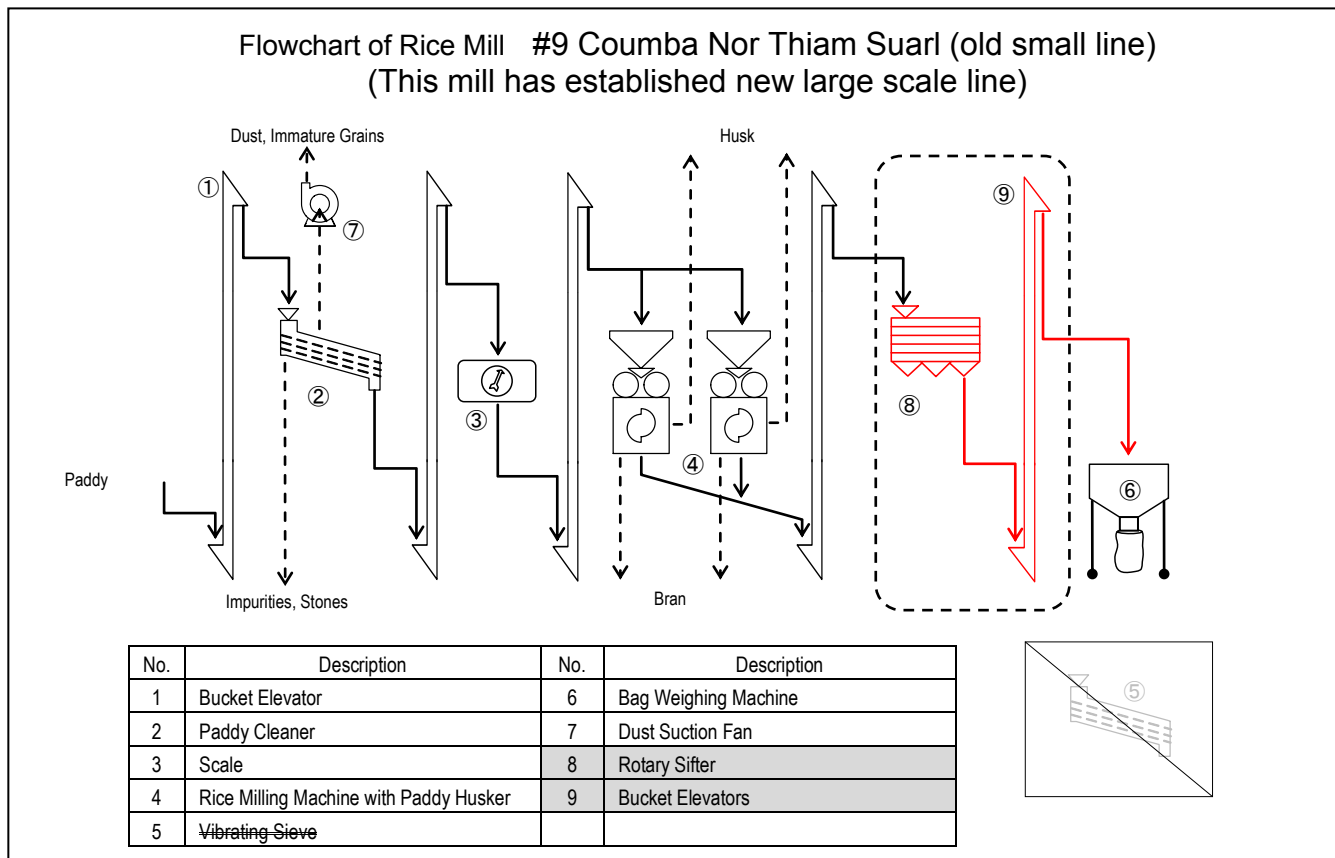 Flowchart of Rice Mill #9 Coumba Nor Thiam Suarl (old small line)
(This mill has established new large scale line)
Dust, Immature Grains
Husk
①
⑦
⑨
②
③
⑧
④
⑥
Paddy
Impurities, Stones
Bran
No. Description No. Description
1 Bucket Elevator 6 Bag Weighing Machine
2 Paddy Cleaner 7 Dust Suction Fan
3 Scale 8 Rotary Sifter
4 Rice Milling Machine with Paddy Husker 9 Bucket Elevators
5 Vibrating Sieve
⑤